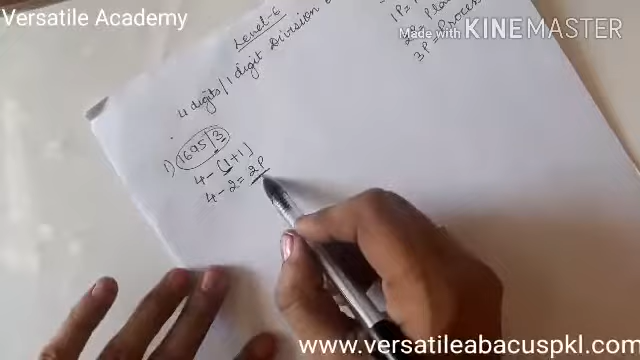 Versatile Academy
Made with
KINEMASTER
Level-6
4 digits/1 digit Division
1P=
2P=
3P=Process
1) 1695|3
4-(1+1)
4-2=2P
www.versatileabacuspkl.com